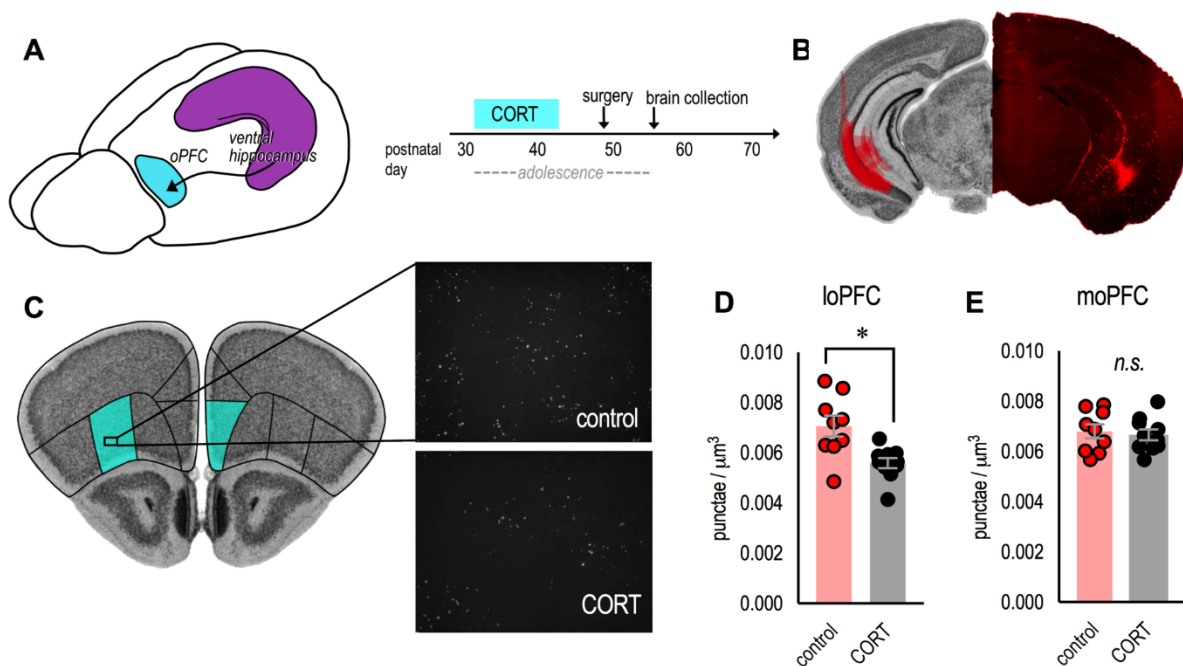 A
oPFC
ventral
hippocampus
CORT
surgery
brain collection
postnatal
day
30 40 50 60 70
adolescence
B
C
control
CORT
D
loPFC
*
punctae / µm³
0.010
0.008
0.006
0.004
0.002
0.000
control
CORT
E
moPFC
n.s.
punctae / µm³
0.010
0.008
0.006
0.004
0.002
0.000
control
CORT